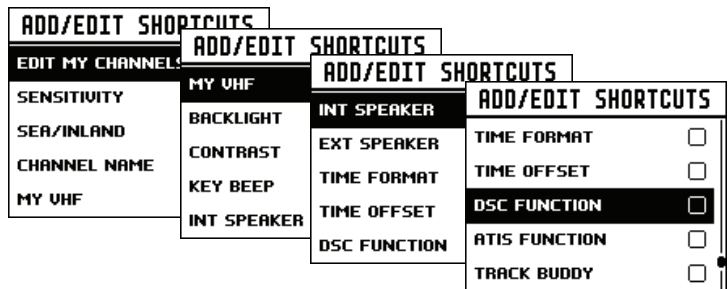 ADD/EDIT SHORTCUTS
EDIT MY CHANNELS
SENSITIVITY
SEA/INLAND
CHANNEL NAME
MY VHF
ADD/EDIT SHORTCUTS
MY VHF
BACKLIGHT
CONTRAST
KEY BEEP
INT SPEAKER
ADD/EDIT SHORTCUTS
INT SPEAKER
EXT SPEAKER
TIME FORMAT
TIME OFFSET
DSC FUNCTION
ADD/EDIT SHORTCUTS
TIME FORMAT
TIME OFFSET
DSC FUNCTION
ATIS FUNCTION
TRACK BUDDY